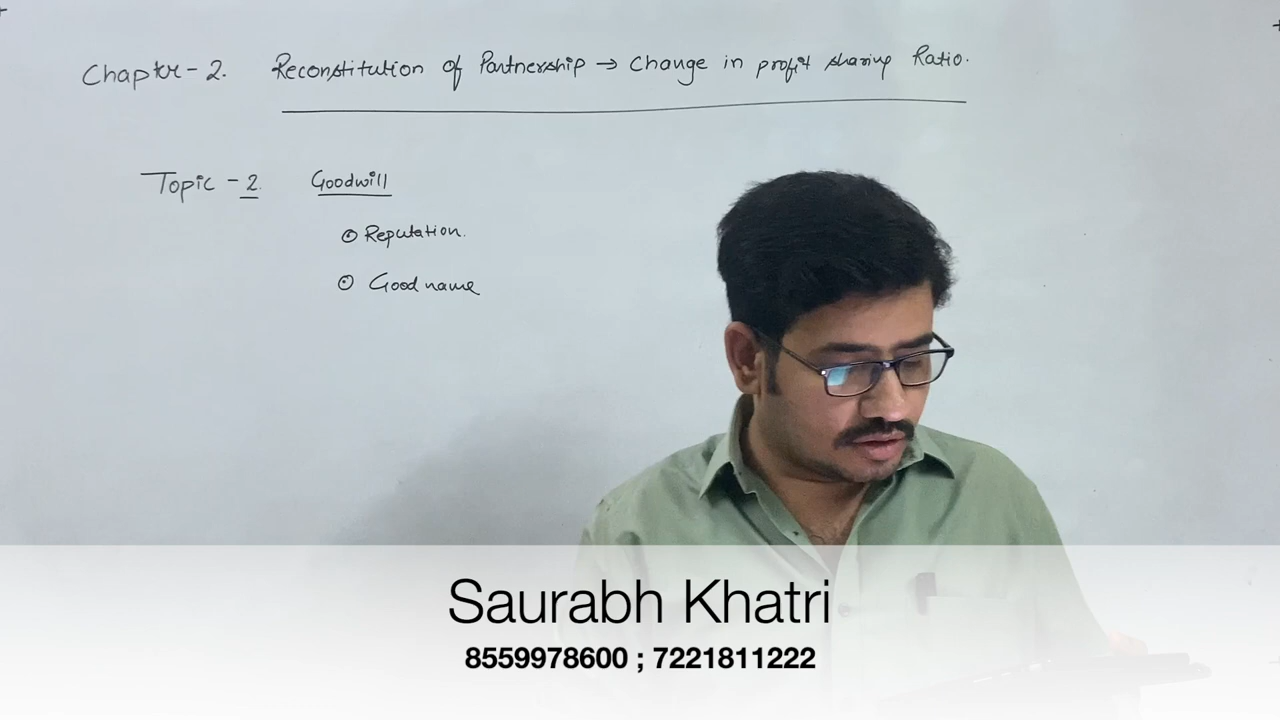 Chapter-2. Reconstitution of Partnership → Change in profit sharing Ratio.
Topic-2. Goodwill
⊙ Reputation.
⊙ Good name
Saurabh Khatri
8559978600 ; 7221811222